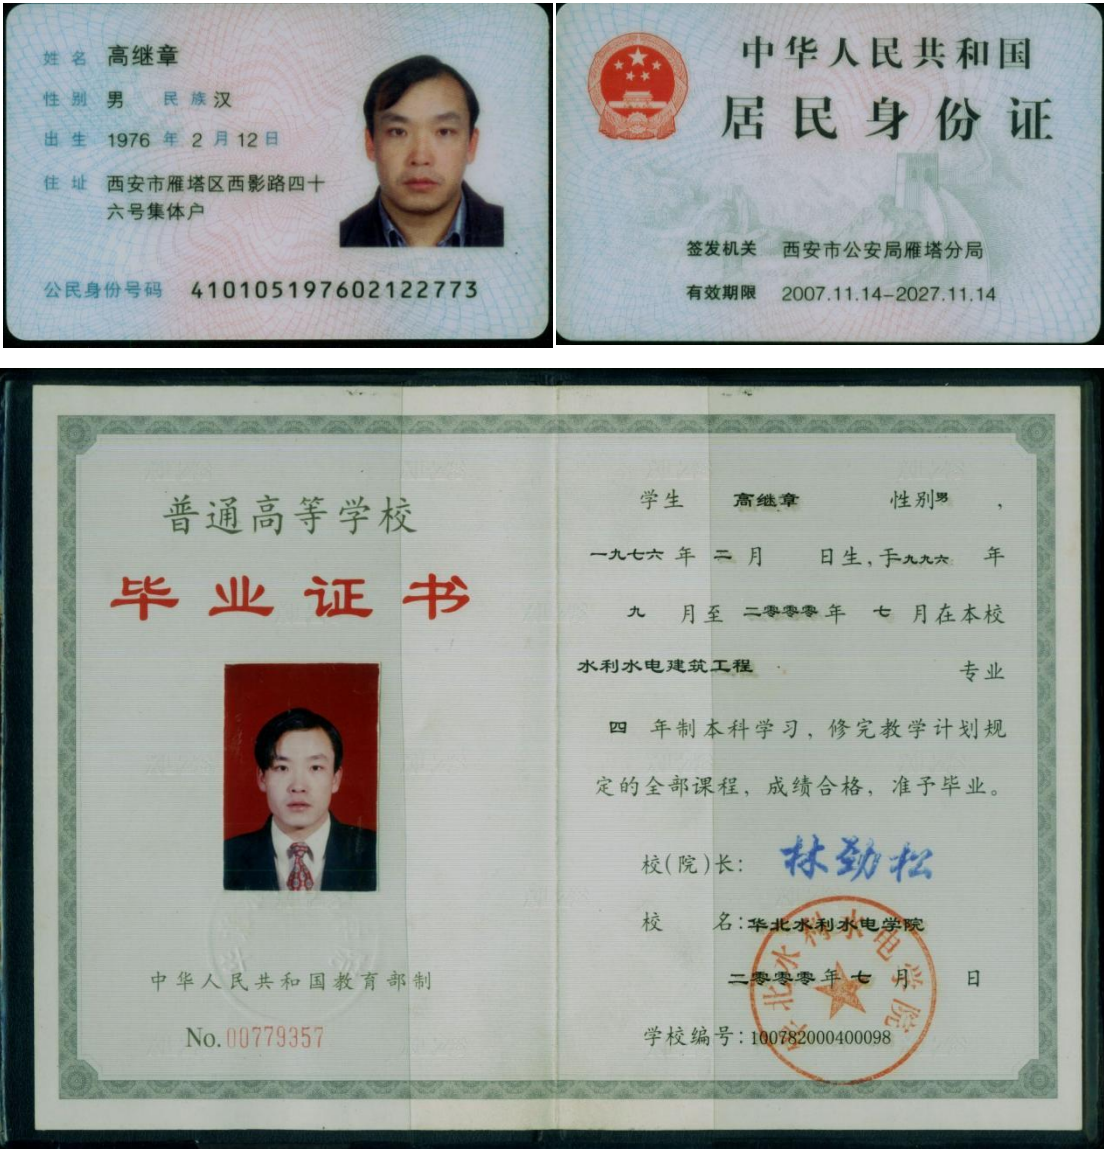 姓名 高继章
性别 男 民族 汉
出生 1976 年 2 月 12 日
住址 西安市雁塔区西影路四十
六号集体户
公民身份号码 410105197602122773
中华人民共和国
居民身份证
签发机关 西安市公安局雁塔分局
有效期限 2007.11.14-2027.11.14
普通高等学校
毕业证书
中华人民共和国教育部制
No.00779357
学生 高继章 性别男，
一九七六年 二月 日生，于九九六 年
九 月至 二零零零年 七 月在本校
水利水电建筑工程 专业
四 年制本科学习，修完教学计划规
定的全部课程，成绩合格，准予毕业。
校(院)长： 林劲松
校 名：华北水利水电学院
二零零零年七月 日
学校编号：100782000400098
华北水利水电学院